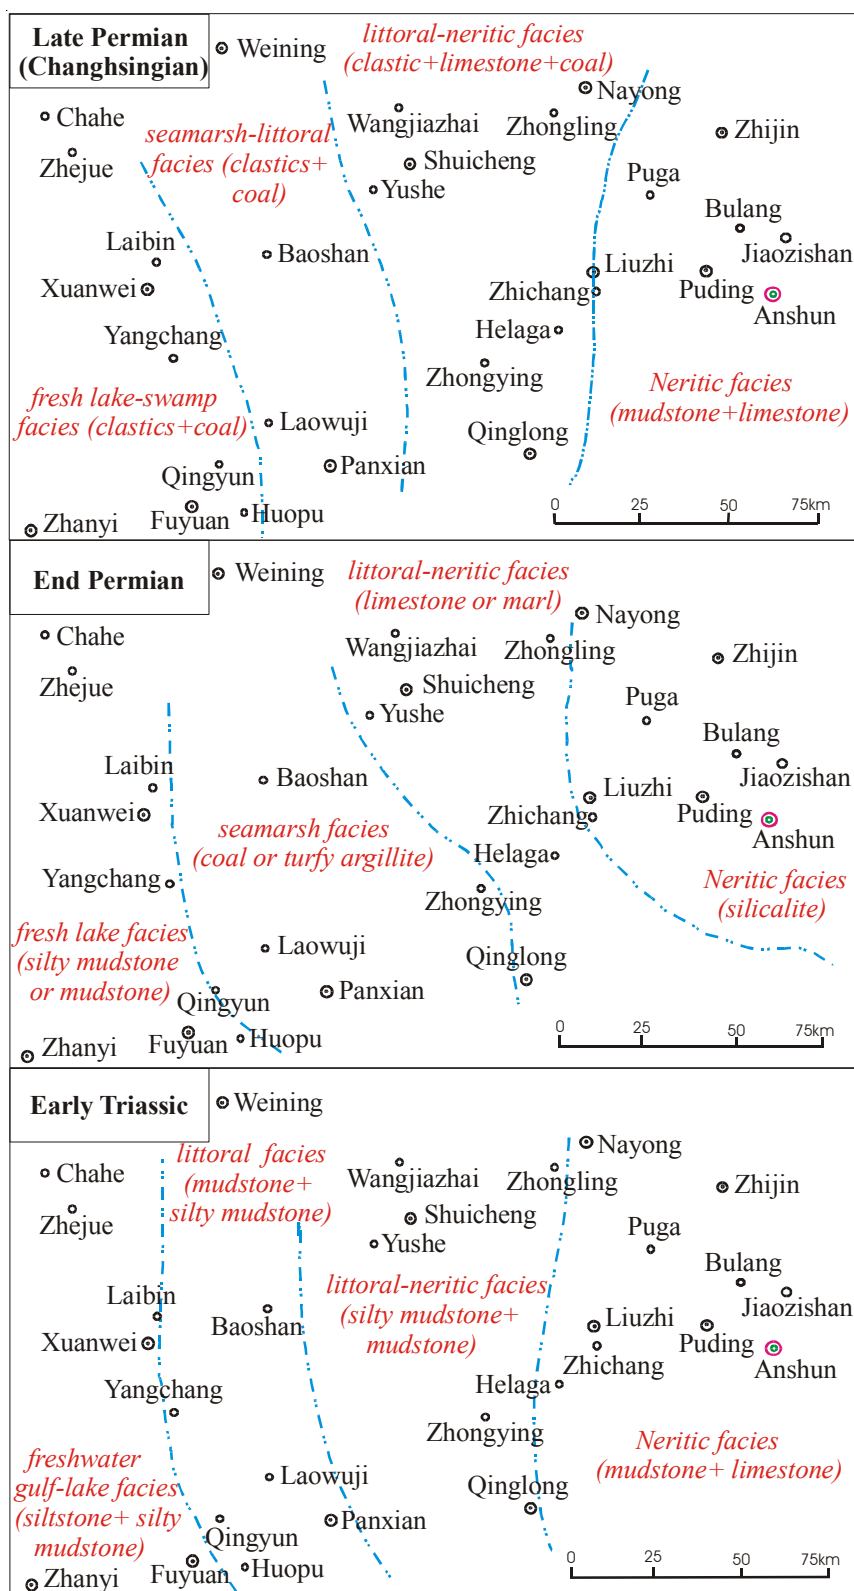 Late Permian
(Changhsingian)
Weining
littoral-neritic facies
(clastic+limestone+coal)
Nayong
Chahe
Wangjiazhai
Zhongling
Zhijin
seamarsh-littoral
facies (clastics+
coal)
Zhejue
Shuicheng
Yushe
Puga
Bulang
Laibin
Baoshan
Liuzhi
Jiaozishan
Xuanwei
Zhichang
Puding
Anshun
Yangchang
Helaga
Zhongying
fresh lake-swamp
facies (clastics+coal)
Neritic facies
(mudstone+limestone)
Laowuji
Qinglong
Qingyun
Panxian
Zhanyi
Fuyuan
Huopu
0 25 50 75km
End Permian
Weining
littoral-neritic facies
(limestone or marl)
Nayong
Chahe
Wangjiazhai
Zhongling
Zhijin
Zhejue
Shuicheng
Yushe
Puga
Bulang
Laibin
Baoshan
Liuzhi
Jiaozishan
Xuanwei
Zhichang
Puding
Anshun
seamarsh facies
(coal or turfy argillite)
Helaga
Yangchang
Zhongying
Neritic facies
(silicalite)
fresh lake facies
(silty mudstone
or mudstone)
Laowuji
Qinglong
Qingyun
Panxian
Zhanyi
Fuyuan
Huopu
0 25 50 75km
Early Triassic
Weining
littoral facies
(mudstone+
silty mudstone)
Nayong
Chahe
Wangjiazhai
Zhongling
Zhijin
Zhejue
Shuicheng
Yushe
Puga
Bulang
littoral-neritic facies
(silty mudstone+
mudstone)
Laibin
Baoshan
Liuzhi
Jiaozishan
Xuanwei
Zhichang
Puding
Anshun
Yangchang
Helaga
Zhongying
freshwater
gulf-lake facies
(siltstone+ silty
mudstone)
Neritic facies
(mudstone+ limestone)
Laowuji
Qinglong
Qingyun
Panxian
Zhanyi
Fuyuan
Huopu
0 25 50 75km